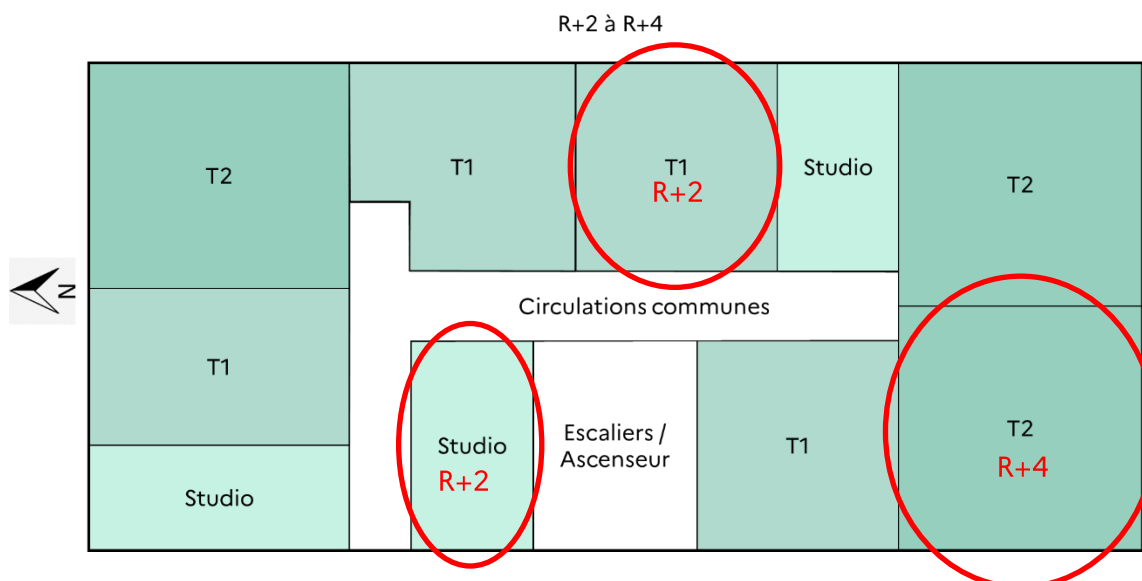 R+2 à R+4
T2
T1
T1
R+2
Studio
T2
N
Circulations communes
T1
Studio
Studio
R+2
Escaliers /
Ascenseur
T1
T2
R+4